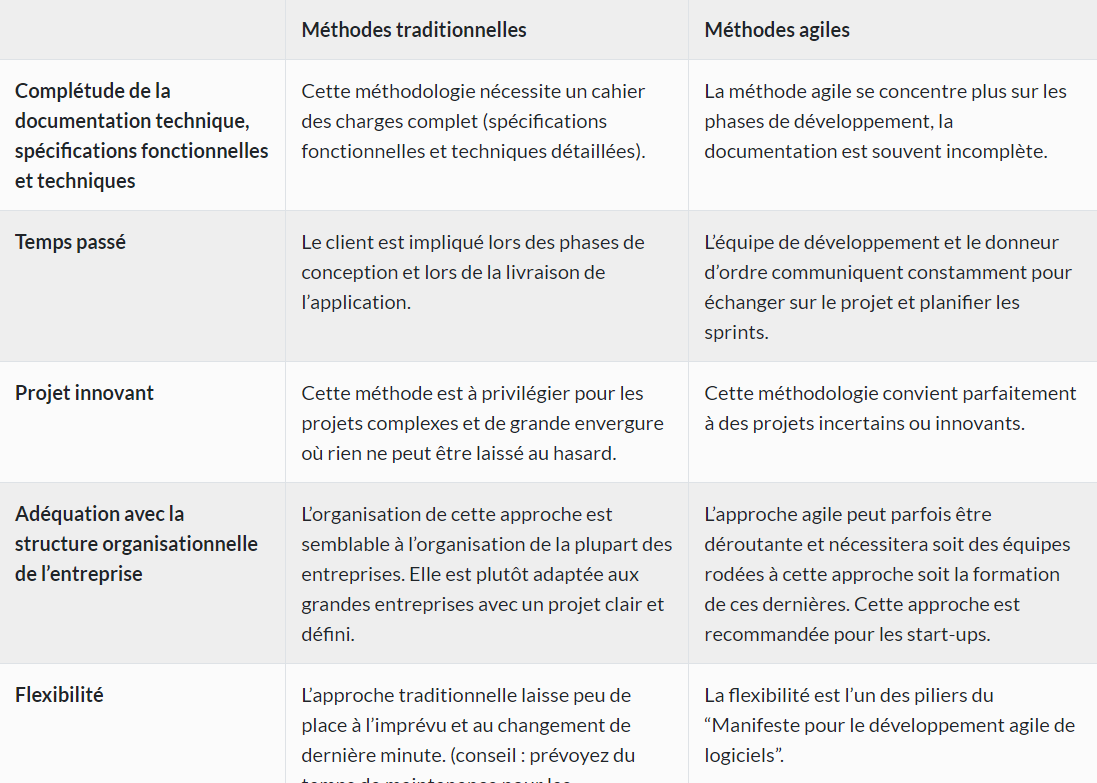 Méthodes traditionnelles
Méthodes agiles
Complétude de la
documentation technique,
spécifications fonctionnelles
et techniques
Cette méthodologie nécessite un cahier
des charges complet (spécifications
fonctionnelles et techniques détaillées).
La méthode agile se concentre plus sur les
phases de développement, la
documentation est souvent incomplète.
Temps passé
Le client est impliqué lors des phases de
conception et lors de la livraison de
l’application.
L’équipe de développement et le donneur
d’ordre communiquent constamment pour
échanger sur le projet et planifier les
sprints.
Projet innovant
Cette méthode est à privilégier pour les
projets complexes et de grande envergure
où rien ne peut être laissé au hasard.
Cette méthodologie convient parfaitement
à des projets incertains ou innovants.
Adéquation avec la
structure organisationnelle
de l’entreprise
L’organisation de cette approche est
semblable à l’organisation de la plupart des
entreprises. Elle est plutôt adaptée aux
grandes entreprises avec un projet clair et
défini.
L’approche agile peut parfois être
déroutante et nécessitera soit des équipes
rodées à cette approche soit la formation
de ces dernières. Cette approche est
recommandée pour les start-ups.
Flexibilité
L’approche traditionnelle laisse peu de
place à l’imprévu et au changement de
dernière minute. (conseil : prévoyez du
temps de maintenance pour les
La flexibilité est l’un des piliers du
“Manifeste pour le développement agile de
logiciels”.